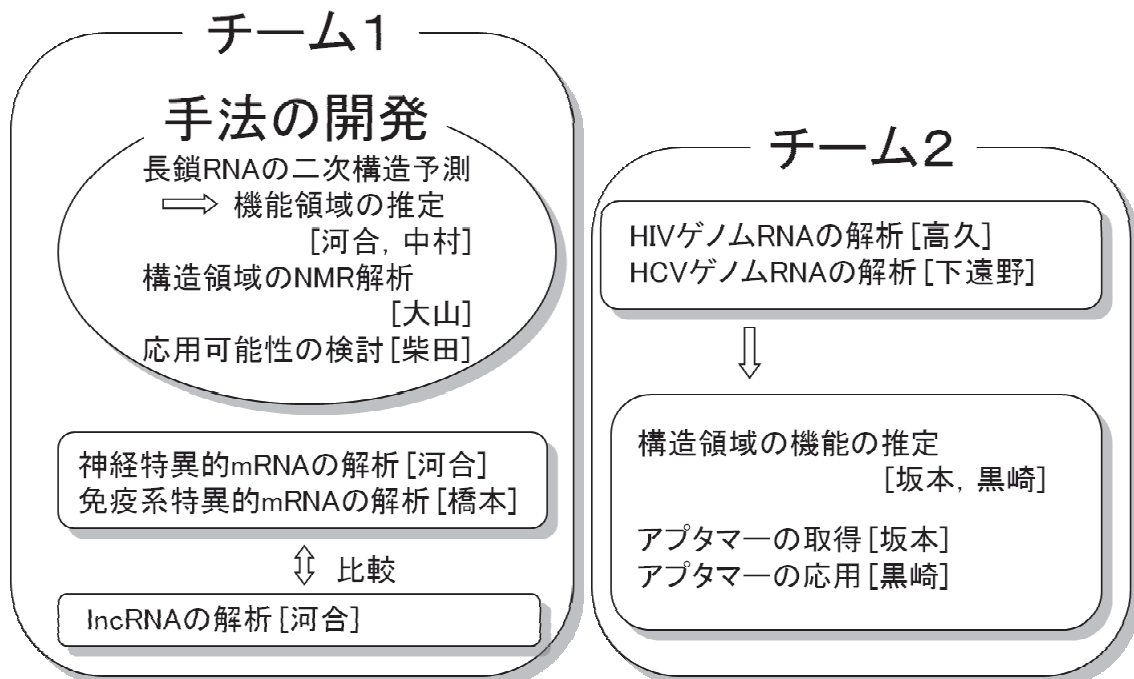 チーム1
手法の開発
長鎖RNAの二次構造予測
⇨ 機能領域の推定
[河合, 中村]
構造領域のNMR解析
[大山]
応用可能性の検討[柴田]
神経特異的mRNAの解析[河合]
免疫系特異的mRNAの解析[橋本]
比較
lncRNAの解析[河合]
チーム2
HIVゲノムRNAの解析[高久]
HCVゲノムRNAの解析[下遠野]
構造領域の機能の推定
[坂本, 黒崎]
アプタマーの取得[坂本]
アプタマーの応用[黒崎]